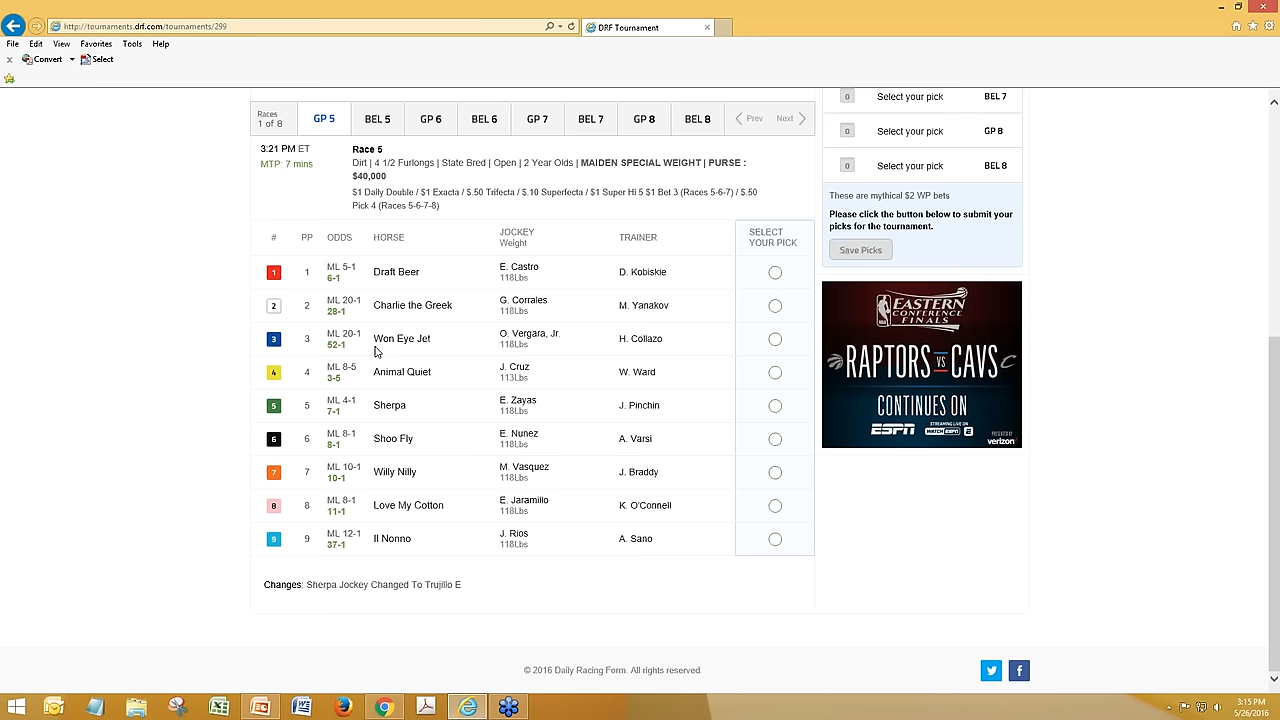 http://tournaments.drf.com/tournaments/299
DRF Tournament
File Edit View Favorites Tools Help
Convert Select
Races 1 of 8
GP 5 BEL 5 GP 6 BEL 6 GP 7 BEL 7 GP 8 BEL 8 Prev Next
3:21 PM ET
MTP: 7 mins
Race 5
Dirt | 4 1/2 Furlongs | State Bred | Open | 2 Year Olds | MAIDEN SPECIAL WEIGHT | PURSE :
$40,000
$1 Daily Double / $1 Exacta / $.50 Trifecta / $.10 Superfecta / $1 Super Hi 5 $1 Bet 3 (Races 5-6-7) / $.50
Pick 4 (Races 5-6-7-8)
# PP ODDS HORSE JOCKEY Weight TRAINER SELECT YOUR PICK
1 1 ML 5-1 6-1 Draft Beer E. Castro 118Lbs D. Kobiskie
2 2 ML 20-1 28-1 Charlie the Greek G. Corrales 118Lbs M. Yanakov
3 3 ML 20-1 52-1 Won Eye Jet O. Vergara, Jr. 118Lbs H. Collazo
4 4 ML 8-5 3-5 Animal Quiet J. Cruz 113Lbs W. Ward
5 5 ML 4-1 7-1 Sherpa E. Zayas 118Lbs J. Pinchin
6 6 ML 8-1 8-1 Shoo Fly E. Nunez 118Lbs A. Varsi
7 7 ML 10-1 10-1 Willy Nilly M. Vasquez 118Lbs J. Braddy
8 8 ML 8-1 11-1 Love My Cotton E. Jaramillo 118Lbs K. O'Connell
9 9 ML 12-1 37-1 Il Nonno J. Rios 118Lbs A. Sano
Changes: Sherpa Jockey Changed To Trujillo E
0 Select your pick BEL 7
0 Select your pick GP 8
0 Select your pick BEL 8
These are mythical $2 WP bets
Please click the button below to submit your
picks for the tournament.
Save Picks
NBA
EASTERN
CONFERENCE
FINALS
RAPTORS VS CAVS
CONTINUES ON
ESPN
STREAMING LIVE ON
WATCH ESPN
PRESENTED BY
verizon
© 2016 Daily Racing Form. All rights reserved.
3:15 PM
5/26/2016